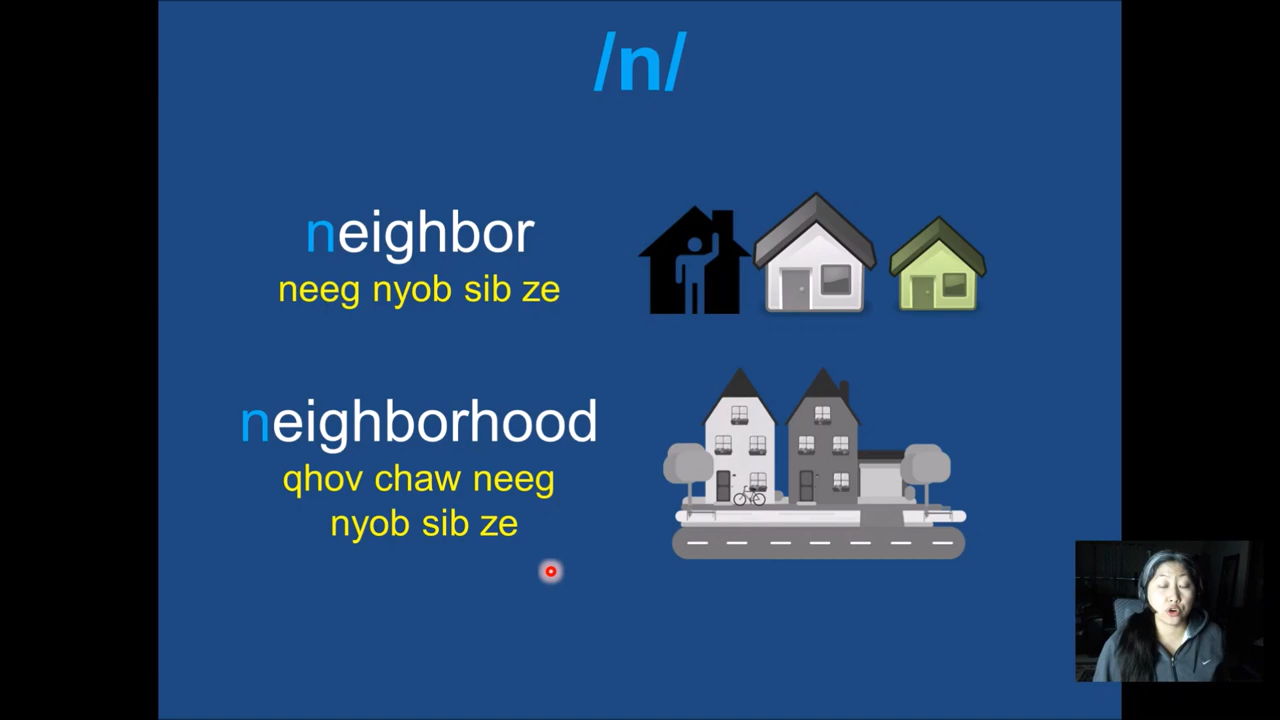 /n/
neighbor
neeg nyob sib ze
neighborhood
qhov chaw neeg
nyob sib ze